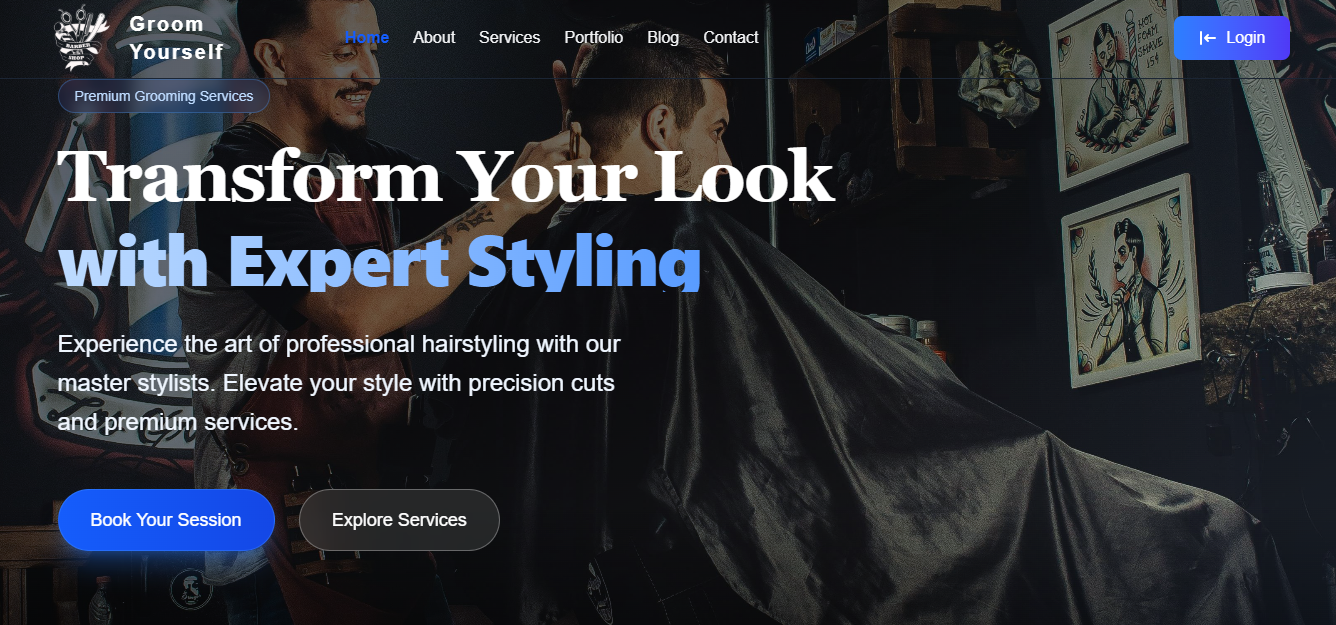 Groom
Yourself
BARBER
SHOP
Home
About
Services
Portfolio
Blog
Contact
Login
Premium Grooming Services
HOT
FOAM
SHAVE
15¢
Transform Your Look
with Expert Styling
Experience the art of professional hairstyling with our
master stylists. Elevate your style with precision cuts
and premium services.
Book Your Session
Explore Services